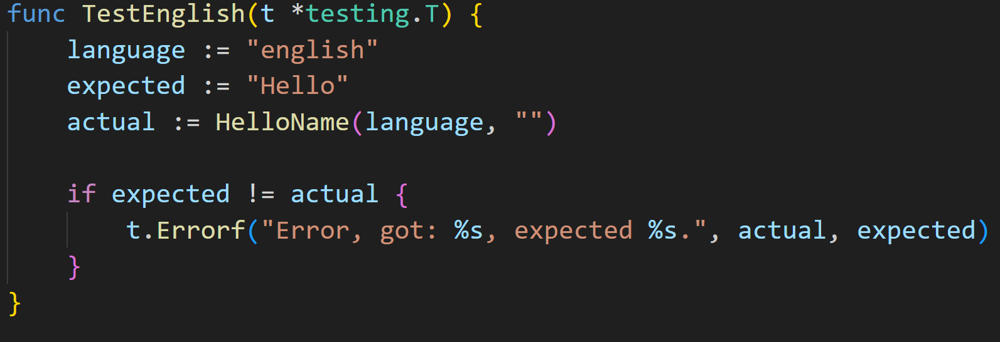 func TestEnglish(t *testing.T) {
    language := "english"
    expected := "Hello"
    actual := HelloName(language, "")

    if expected != actual {
        t.Errorf("Error, got: %s, expected %s.", actual, expected)
    }
}